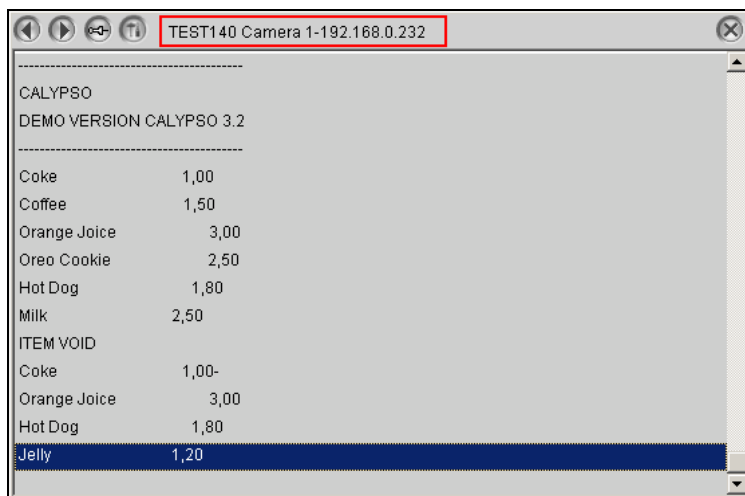 TEST140 Camera 1-192.168.0.232
------------------------------------------
CALYPSO
DEMO VERSION CALYPSO 3.2
------------------------------------------
Coke 1,00
Coffee 1,50
Orange Joice 3,00
Oreo Cookie 2,50
Hot Dog 1,80
Milk 2,50
ITEM VOID
Coke 1,00-
Orange Joice 3,00
Hot Dog 1,80
Jelly 1,20